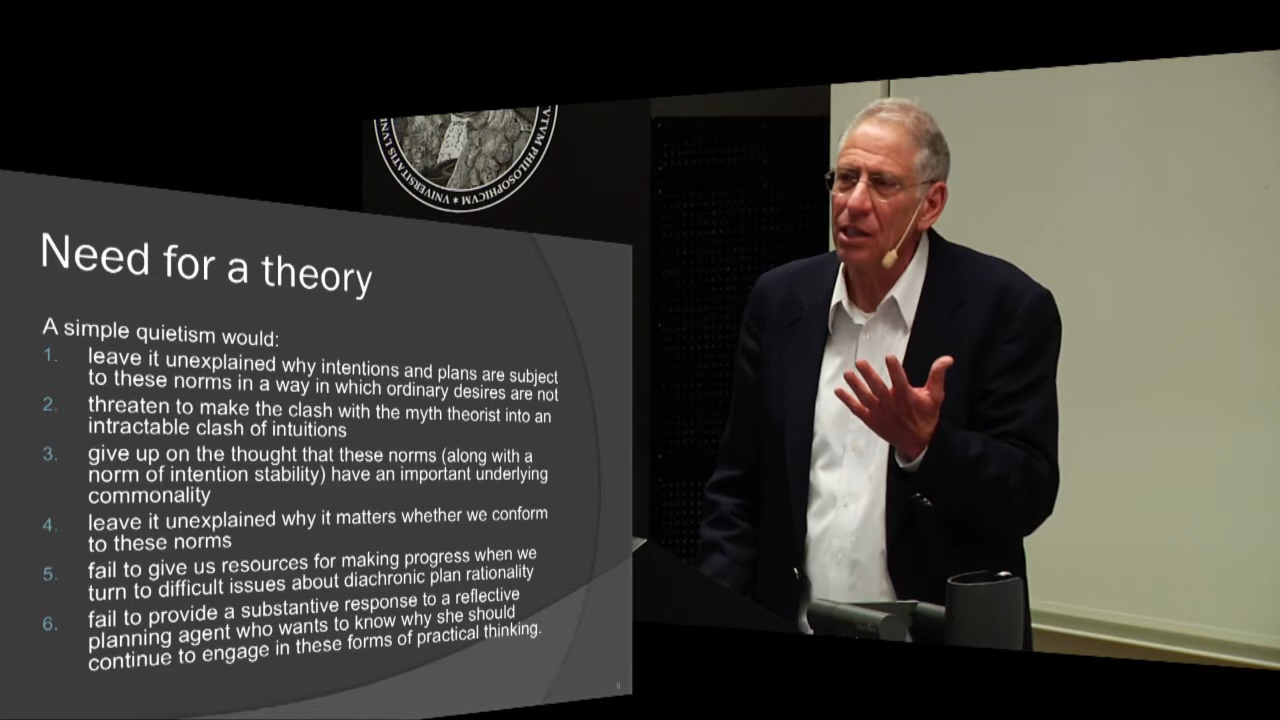 VNIVERSITATIS LVN
VTVM PHILOSOPHICVM *
Need for a theory
A simple quietism would:
1. leave it unexplained why intentions and plans are subject
to these norms in a way in which ordinary desires are not
2. threaten to make the clash with the myth theorist into an
intractable clash of intuitions
3. give up on the thought that these norms (along with a
norm of intention stability) have an important underlying
commonality
4. leave it unexplained why it matters whether we conform
to these norms
5. fail to give us resources for making progress when we
turn to difficult issues about diachronic plan rationality
6. fail to provide a substantive response to a reflective
planning agent who wants to know why she should
continue to engage in these forms of practical thinking.